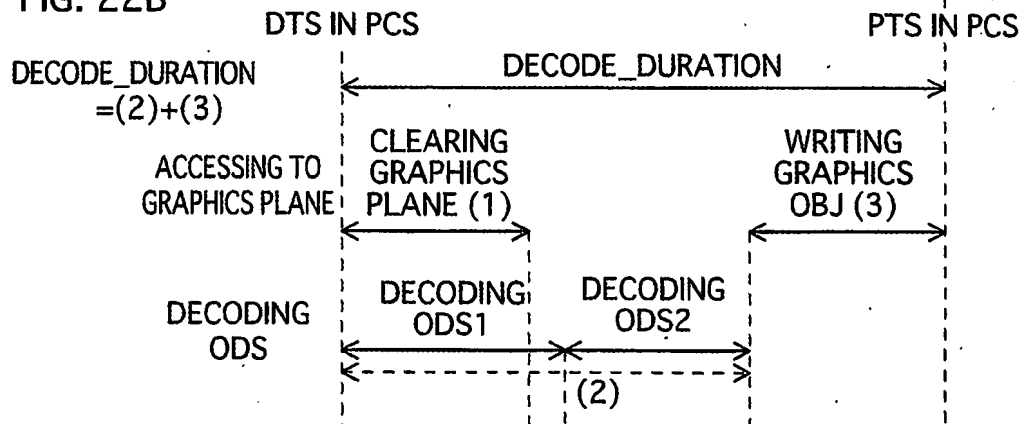 FIG. 22B
DTS IN PCS
PTS IN PCS
DECODE_DURATION
DECODE_DURATION
=(2)+(3)
CLEARING
GRAPHICS
PLANE (1)
WRITING
GRAPHICS
OBJ (3)
ACCESSING TO
GRAPHICS PLANE
DECODING
ODS1
DECODING
ODS2
DECODING
ODS
(2)